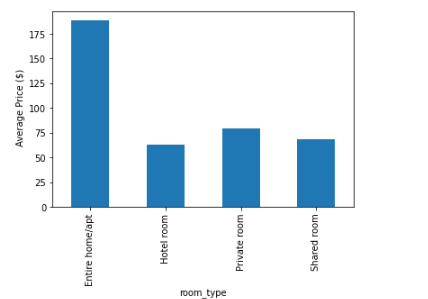 Average Price ($)
175
150
125
100
75
50
25
0
Entire home/apt
Hotel room
Private room
Shared room
room_type